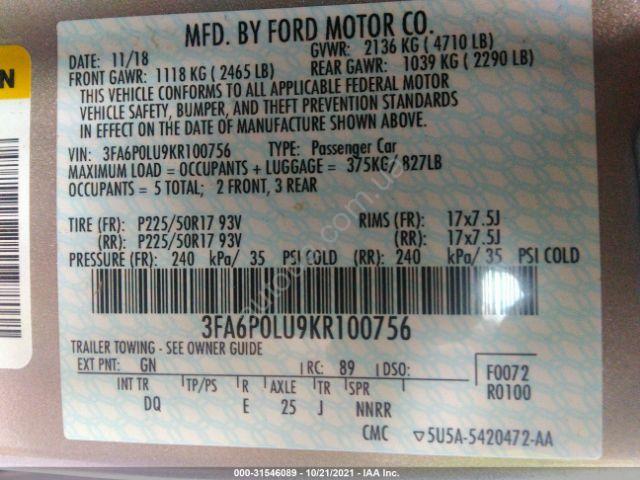 MFD. BY FORD MOTOR CO.
DATE: 11/18
GVWR: 2136 KG ( 4710 LB)
FRONT GAWR: 1118 KG ( 2465 LB)
REAR GAWR: 1039 KG ( 2290 LB)
THIS VEHICLE CONFORMS TO ALL APPLICABLE FEDERAL MOTOR
VEHICLE SAFETY, BUMPER, AND THEFT PREVENTION STANDARDS
IN EFFECT ON THE DATE OF MANUFACTURE SHOWN ABOVE.
VIN: 3FA6P0LU9KR100756 TYPE: Passenger Car
MAXIMUM LOAD = OCCUPANTS + LUGGAGE = 375KG/ 827LB
OCCUPANTS = 5 TOTAL; 2 FRONT, 3 REAR
TIRE (FR): P225/50R17 93V RIMS (FR): 17x7.5J
(RR): P225/50R17 93V (RR): 17x7.5J
PRESSURE (FR): 240 kPa/ 35 PSI COLD (RR): 240 kPa/ 35 PSI COLD
3FA6P0LU9KR100756
TRAILER TOWING - SEE OWNER GUIDE
EXT PNT: GN RC: 89 DSO:
F0072
R0100
INT TR TP/PS R AXLE TR SPR
DQ E 25 J NNRR
CMC ▽5U5A-5420472-AA
N
autobid.com.ua
000-31546089 - 10/21/2021 - IAA Inc.